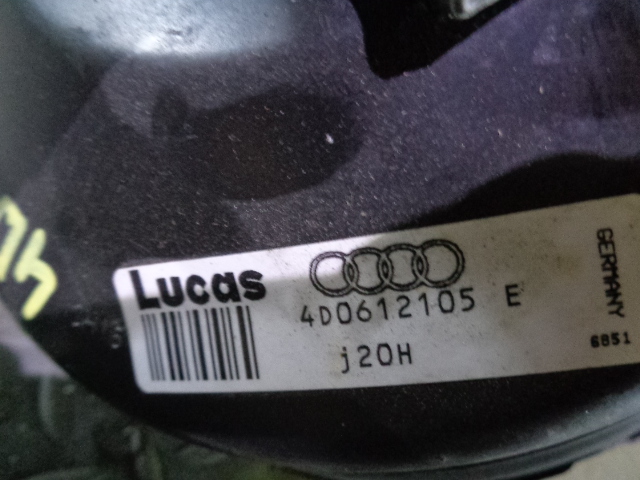 Lucas
4D0612105 E
j20H
GERMANY
6851